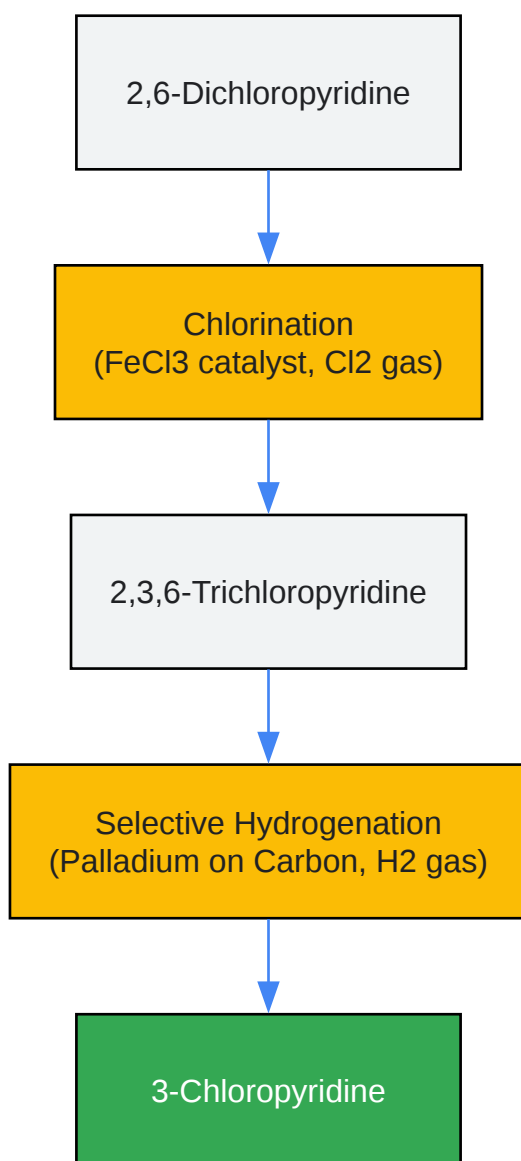 2,6-Dichloropyridine
Chlorination
(FeCl3 catalyst, Cl2 gas)
2,3,6-Trichloropyridine
Selective Hydrogenation
(Palladium on Carbon, H2 gas)
3-Chloropyridine